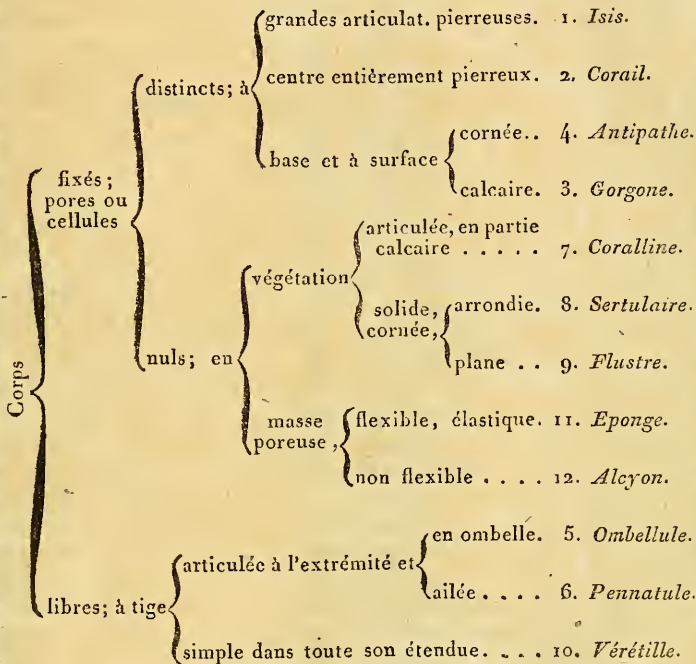 grandes articulat. pierreuses. 1. Isis.
distincts; à
centre entièrement pierreux. 2. Corail.
cornée.. 4. Antipathe.
base et à surface
calcaire. 3. Gorgone.
fixés;
pores ou
cellules
articulée, en partie
calcaire ..... 7. Coralline.
végétation
solide,
cornée,
arrondie. 8. Sertulaire.
plane .. 9. Flustre.
nuls; en
Corps
masse
poreuse,
flexible, élastique. 11. Eponge.
non flexible .... 12. Alcyon.
en ombelle. 5. Ombellule.
articulée à l'extrémité et
ailée .... 6. Pennatule.
libres; à tige
simple dans toute son étendue. ... 10. Vérétille.